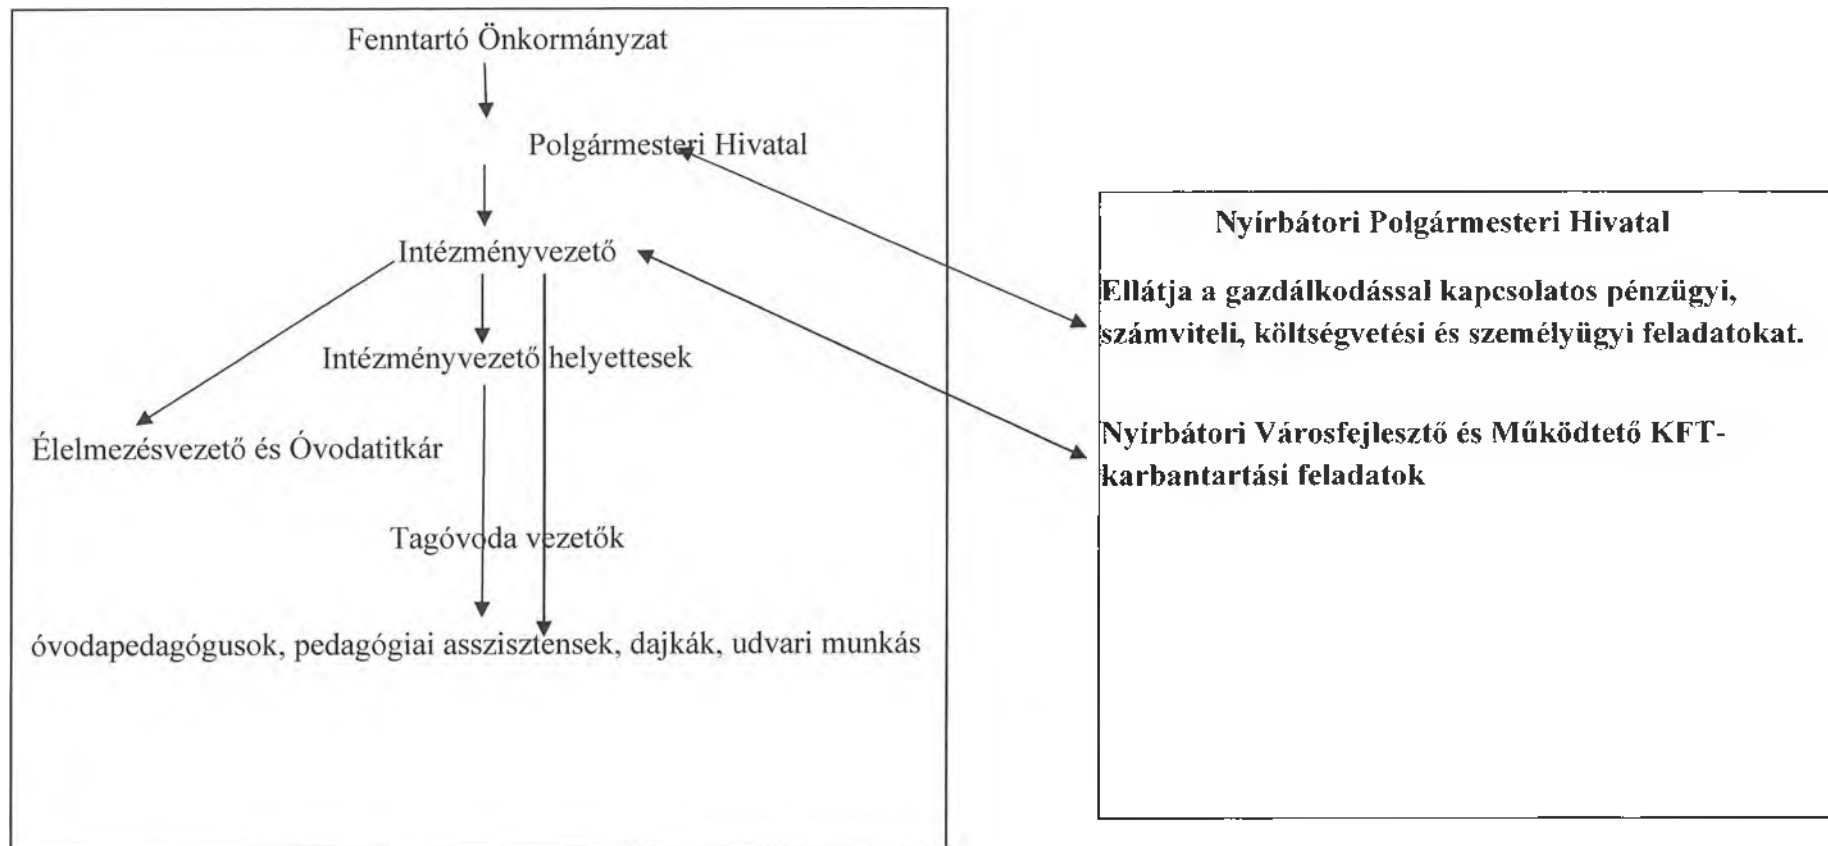 Fenntartó Önkormányzat
Polgármesteri Hivatal
Intézményvezető
Intézményvezető helyettesek
Élelmezésvezető és Óvodatitkár
Tagóvoda vezetők
óvodapedagógusok, pedagógiai asszisztensek, dajkák, udvari munkás
Nyírbátori Polgármesteri Hivatal
Ellátja a gazdálkodással kapcsolatos pénzügyi,
számviteli, költségvetési és személyügyi feladatokat.
Nyírbátori Városfejlesztő és Működtető KFT-
karbantartási feladatok